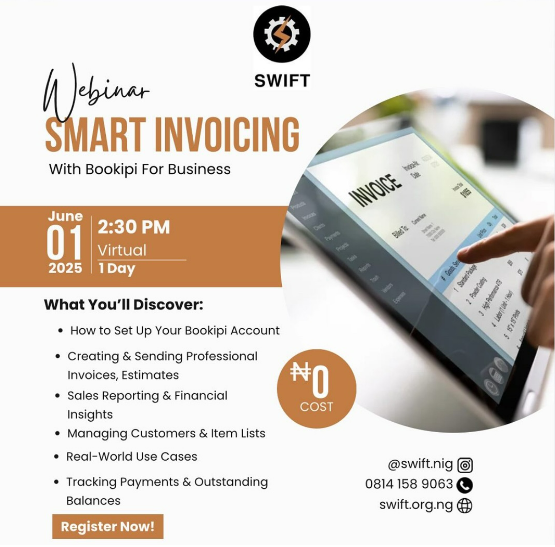 SWIFT
Webinar
SMART INVOICING
With Bookipi For Business
June
01
2025
2:30 PM
Virtual
1 Day
INVOICE
What You'll Discover:
• How to Set Up Your Bookipi Account
• Creating & Sending Professional
Invoices, Estimates
• Sales Reporting & Financial
Insights
• Managing Customers & Item Lists
• Real-World Use Cases
• Tracking Payments & Outstanding
Balances
₦0
COST
@swift.nig
0814 158 9063
swift.org.ng
Register Now!